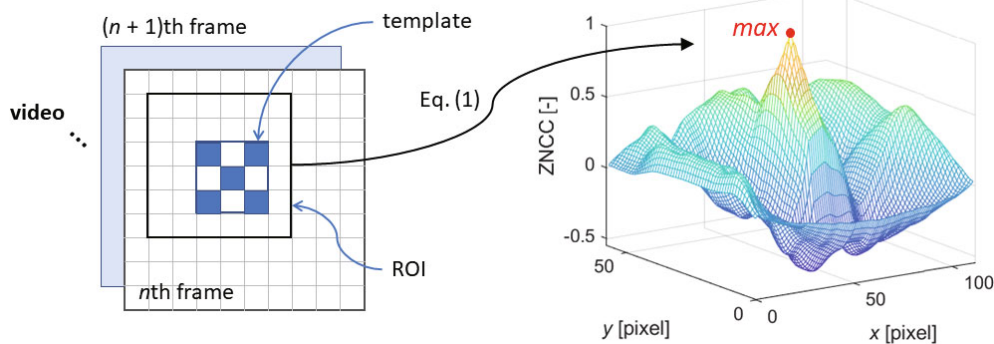 (n + 1)th frame
template
video ...
Eq. (1)
ROI
nth frame
max
1
0.5
0
-0.5
ZNCC [-]
50
0
y [pixel]
0
50
100
x [pixel]